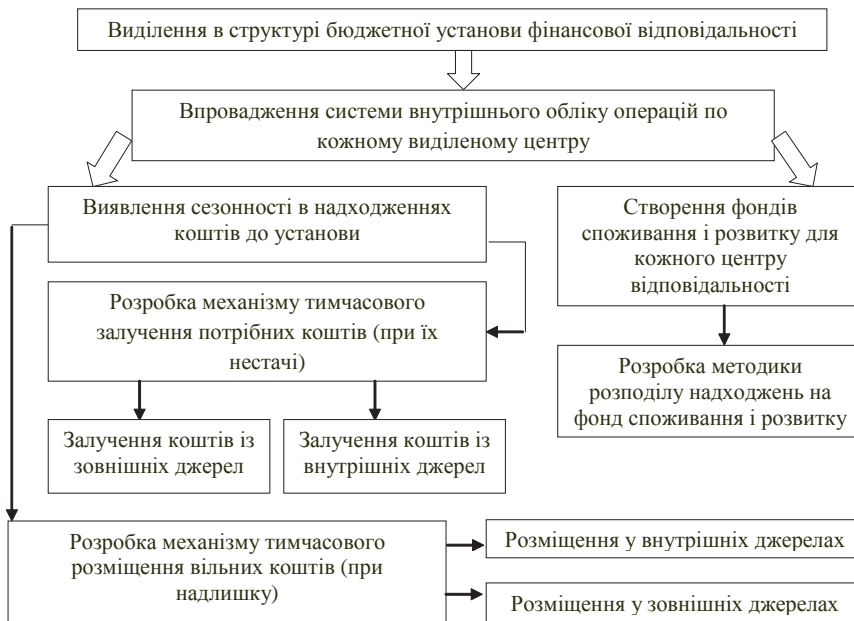 Виділення в структурі бюджетної установи фінансової відповідальності
Впровадження системи внутрішнього обліку операцій по
кожному виділеному центру
Виявлення сезонності в надходженнях
коштів до установи
Створення фондів
споживання і розвитку для
кожного центру
відповідальності
Розробка механізму тимчасового
залучення потрібних коштів (при їх
нестачі)
Розробка методики
розподілу надходжень на
фонд споживання і розвитку
Залучення коштів із
зовнішніх джерел
Залучення коштів із
внутрішніх джерел
Розробка механізму тимчасового
розміщення вільних коштів (при
надлишку)
Розміщення у внутрішніх джерелах
Розміщення у зовнішніх джерелах